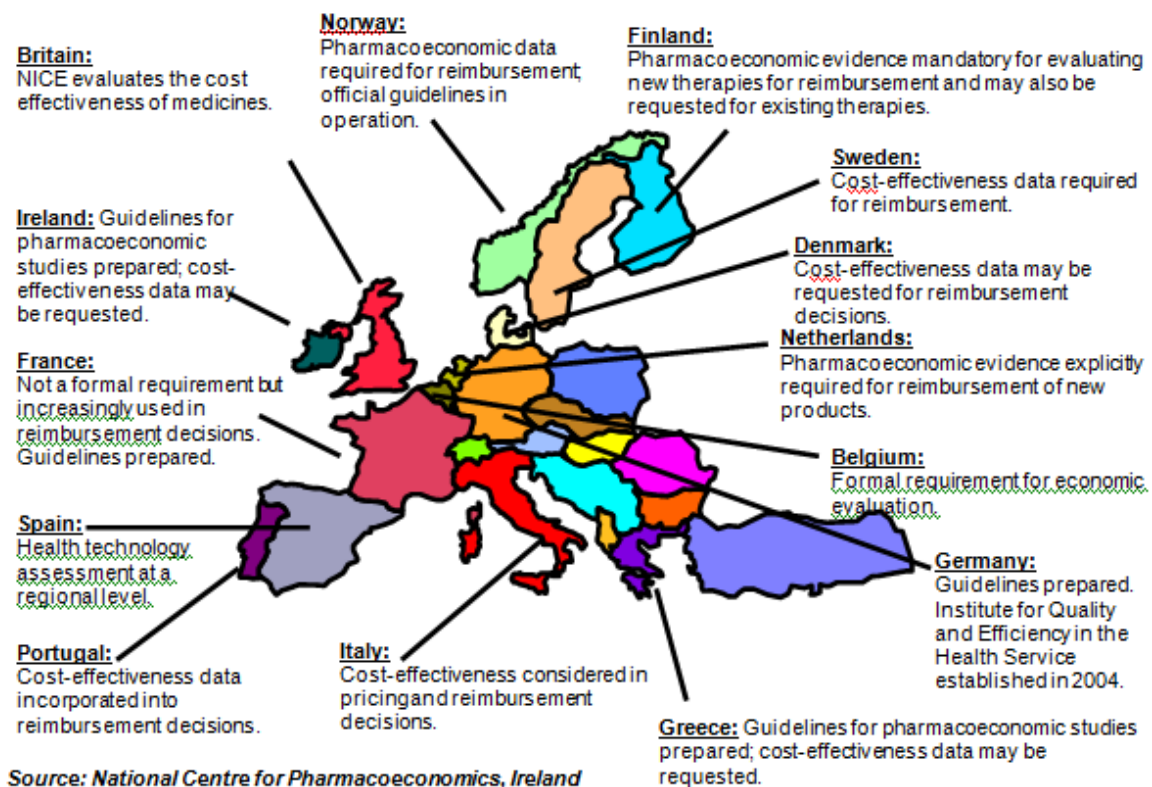 Britain:
NICE evaluates the cost
effectiveness of medicines.
Norway:
Pharmacoeconomic data
required for reimbursement;
official guidelines in
operation.
Finland:
Pharmacoeconomic evidence mandatory for evaluating
new therapies for reimbursement and may also be
requested for existing therapies.
Sweden:
Cost-effectiveness data required
for reimbursement.
Ireland: Guidelines for
pharmacoeconomic
studies prepared; cost-
effectiveness data may
be requested.
Denmark:
Cost-effectiveness data may be
requested for reimbursement
decisions.
Netherlands:
Pharmacoeconomic evidence explicitly
required for reimbursement of new
products.
France:
Not a formal requirement but
increasingly used in
reimbursement decisions.
Guidelines prepared.
Belgium:
Formal requirement for economic
evaluation.
Spain:
Health technology
assessment at a
regional level.
Germany:
Guidelines prepared.
Institute for Quality
and Efficiency in the
Health Service
established in 2004.
Portugal:
Cost-effectiveness data
incorporated into
reimbursement decisions.
Italy:
Cost-effectiveness considered in
pricing and reimbursement
decisions.
Greece: Guidelines for pharmacoeconomic studies
prepared; cost-effectiveness data may be
requested.
Source: National Centre for Pharmacoeconomics, Ireland